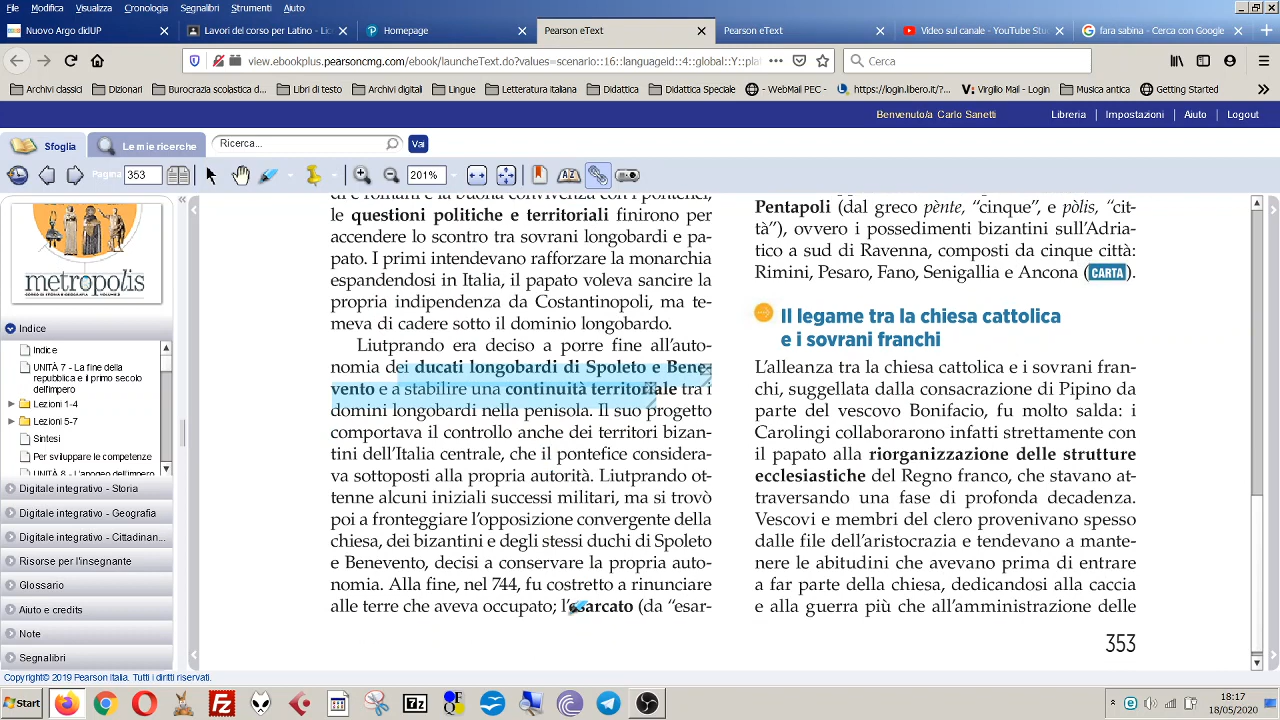 File Modifica Visualizza Cronologia Segnalibri Strumenti Aiuto
Nuovo Argo didUP
Lavori del corso per Latino - Lic
Homepage
Pearson eText
Pearson eText
Video sul canale - YouTube Stu
fara sabina - Cerca con Google
view.ebookplus.pearsoncmg.com/ebook/launcheText.do?values=scenario::16::languageid::4::global::Y::pla
Cerca
Archivi classici Dizionari Burocrazia scolastica d... Libri di testo Archivi digitali Lingue Letteratura italiana Didattica Didattica Speciale - WebMail PEC - https://login.libero.it/?... Virgilio Mail - Login Musica antica Getting Started
Benvenuto/a Carlo Sanetti Libreria Impostazioni Aiuto Logout
Sfoglia Le mie ricerche Ricerca... Vai
Pagina 353 201%
metropolis
CORSO DI STORIA E GEOGRAFIA
Indice
Indice
UNITÀ 7 - La fine della
repubblica e il primo secolo
dell'impero
Lezioni 1-4
Lezioni 5-7
Sintesi
Per sviluppare le competenze
UNITÀ 8 - L'apogeo dell'impero
Digitale integrativo - Storia
Digitale integrativo - Geografia
Digitale integrativo - Cittadinan...
Risorse per l'insegnante
Glossario
Aiuto e credits
Note
Segnalibri
di e romani e la buona convivenza con i pontefici,
le questioni politiche e territoriali finirono per
accendere lo scontro tra sovrani longobardi e pa-
pato. I primi intendevano rafforzare la monarchia
espandendosi in Italia, il papato voleva sancire la
propria indipendenza da Costantinopoli, ma te-
meva di cadere sotto il dominio longobardo.
Liutprando era deciso a porre fine all'auto-
nomia dei ducati longobardi di Spoleto e Bene-
vento e a stabilire una continuità territoriale tra i
domini longobardi nella penisola. Il suo progetto
comportava il controllo anche dei territori bizan-
tini dell'Italia centrale, che il pontefice considera-
va sottoposti alla propria autorità. Liutprando ot-
tenne alcuni iniziali successi militari, ma si trovò
poi a fronteggiare l'opposizione convergente della
chiesa, dei bizantini e degli stessi duchi di Spoleto
e Benevento, decisi a conservare la propria auto-
nomia. Alla fine, nel 744, fu costretto a rinunciare
alle terre che aveva occupato; l'esarcato (da "esar-
Pentapoli (dal greco pènte, "cinque", e pòlis, "cit-
tà"), ovvero i possedimenti bizantini sull'Adria-
tico a sud di Ravenna, composti da cinque città:
Rimini, Pesaro, Fano, Senigallia e Ancona (CARTA).
Il legame tra la chiesa cattolica
e i sovrani franchi
L'alleanza tra la chiesa cattolica e i sovrani fran-
chi, suggellata dalla consacrazione di Pipino da
parte del vescovo Bonifacio, fu molto salda: i
Carolingi collaborarono infatti strettamente con
il papato alla riorganizzazione delle strutture
ecclesiastiche del Regno franco, che stavano at-
traversando una fase di profonda decadenza.
Vescovi e membri del clero provenivano spesso
dalle file dell'aristocrazia e tendevano a mante-
nere le abitudini che avevano prima di entrare
a far parte della chiesa, dedicandosi alla caccia
e alla guerra più che all'amministrazione delle
353
Copyright© 2019 Pearson Italia. Tutti i diritti riservati.
Start
18:17
18/05/2020